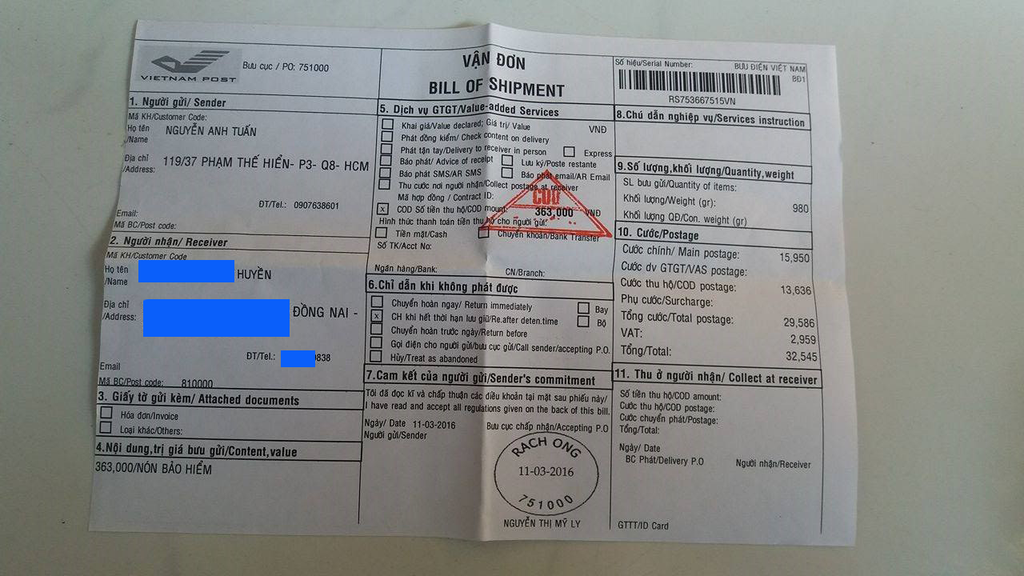 VIETNAM POST
Bưu cục / PO: 751000
VẬN ĐƠN
BILL OF SHIPMENT
Số hiệu/Serial Number:
BƯU ĐIỆN VIỆT NAM
BĐ1
RS753667515VN
1. Người gửi/ Sender
Mã KH/Customer Code:
Họ tên
/Name
NGUYỄN ANH TUẤN
Địa chỉ
/Address:
119/37 PHẠM THẾ HIỂN- P3- Q8- HCM
ĐT/Tel.: 0907638601
Email:
Mã BC/Post code:
2. Người nhận/ Receiver
Mã KH/Customer Code
Họ tên
/Name
HUYỀN
Địa chỉ
/Address:
ĐỒNG NAI -
ĐT/Tel.: 838
Email
Mã BC/Post code: 810000
3. Giấy tờ gửi kèm/ Attached documents
Hóa đơn/Invoice
Loại khác/Others:
4.Nội dung,trị giá bưu gửi/Content,value
363,000/NÓN BẢO HIỂM
5. Dịch vụ GTGT/Value-added Services
Khai giá/Value declared; Giá trị/ Value VNĐ
Phát đồng kiểm/ Check content on delivery
Phát tận tay/Delivery to receiver in person Express
Báo phát/ Advice of receipt Lưu ký/Poste restante
Báo phát SMS/AR SMS Báo phát email/AR Email
Thu cước nơi người nhận/Collect postage at receiver
Mã hợp đồng / Contract ID:
x COD Số tiền thu hộ/COD mount: 363,000 VNĐ
COD
Hình thức thanh toán tiền thu hộ cho người gửi:
Tiền mặt/Cash Chuyển khoản/Bank Transfer
Số TK/Acct No:
Ngân hàng/Bank: CN/Branch:
6.Chỉ dẫn khi không phát được
Chuyển hoàn ngay/ Return immediately Bay
x CH khi hết thời hạn lưu giữ/Re.after deten.time Bộ
Chuyển hoàn trước ngày/Return before
Gọi điện cho người gửi/bưu cục gửi/Call sender/accepting P.O.
Hủy/Treat as abandoned
7.Cam kết của người gửi/Sender's commitment
Tôi đã đọc kĩ và chấp thuận các điều khoản tại mặt sau phiếu này/
I have read and accept all regulations given on the back of this bill.
Ngày/ Date 11-03-2016 Bưu cục chấp nhận/Accepting P.O
Người gửi/Sender
RẠCH ONG
11-03-2016
751000
NGUYỄN THỊ MỸ LY
8.Chú dẫn nghiệp vụ/Services instruction
9.Số lượng,khối lượng/Quantity,weight
SL bưu gửi/Quantity of items:
Khối lượng/Weight (gr): 980
Khối lượng QĐ/Con. weight (gr)
10. Cước/Postage
Cước chính/ Main postage: 15,950
Cước dv GTGT/VAS postage:
Cước thu hộ/COD postage: 13,636
Phụ cước/Surcharge:
Tổng cước/Total postage: 29,586
VAT: 2,959
Tổng/Total: 32,545
11. Thu ở người nhận/ Collect at receiver
Số tiền thu hộ/COD amount:
Cước thu hộ/COD postage:
Cước chuyển phát/Postage:
Tổng/Total:
Ngày/ Date
BC Phát/Delivery P.O Người nhận/Receiver
GTTT/ID Card